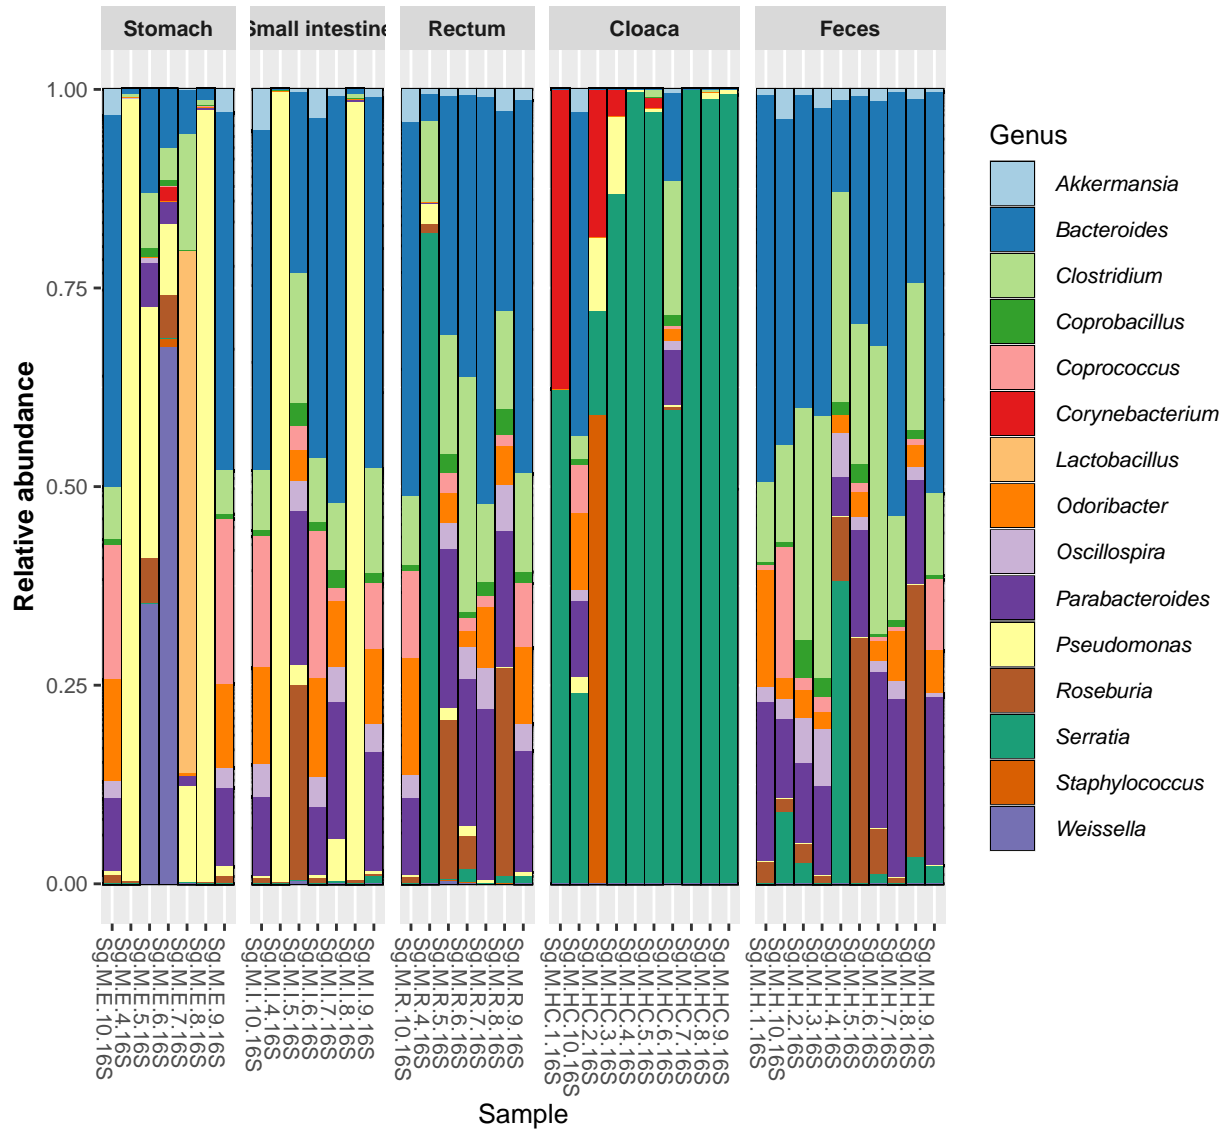 Stomach
Small intestine
Rectum
Cloaca
Feces
1.00
0.75
0.50
0.25
0.00
Relative abundance
Sg.M.E.10.16S
Sg.M.E.4.16S
Sg.M.E.5.16S
Sg.M.E.6.16S
Sg.M.E.7.16S
Sg.M.E.8.16S
Sg.M.E.9.16S
Sg.M.I.10.16S
Sg.M.I.4.16S
Sg.M.I.5.16S
Sg.M.I.6.16S
Sg.M.I.7.16S
Sg.M.I.8.16S
Sg.M.I.9.16S
Sg.M.R.10.16S
Sg.M.R.4.16S
Sg.M.R.5.16S
Sg.M.R.6.16S
Sg.M.R.7.16S
Sg.M.R.8.16S
Sg.M.R.9.16S
Sg.M.HC.1.16S
Sg.M.HC.10.16S
Sg.M.HC.2.16S
Sg.M.HC.3.16S
Sg.M.HC.4.16S
Sg.M.HC.5.16S
Sg.M.HC.6.16S
Sg.M.HC.7.16S
Sg.M.HC.8.16S
Sg.M.HC.9.16S
Sg.M.H.1.16S
Sg.M.H.10.16S
Sg.M.H.2.16S
Sg.M.H.3.16S
Sg.M.H.4.16S
Sg.M.H.5.16S
Sg.M.H.6.16S
Sg.M.H.7.16S
Sg.M.H.8.16S
Sg.M.H.9.16S
Sample
Genus
Akkermansia
Bacteroides
Clostridium
Coprobacillus
Coprococcus
Corynebacterium
Lactobacillus
Odoribacter
Oscillospira
Parabacteroides
Pseudomonas
Roseburia
Serratia
Staphylococcus
Weissella